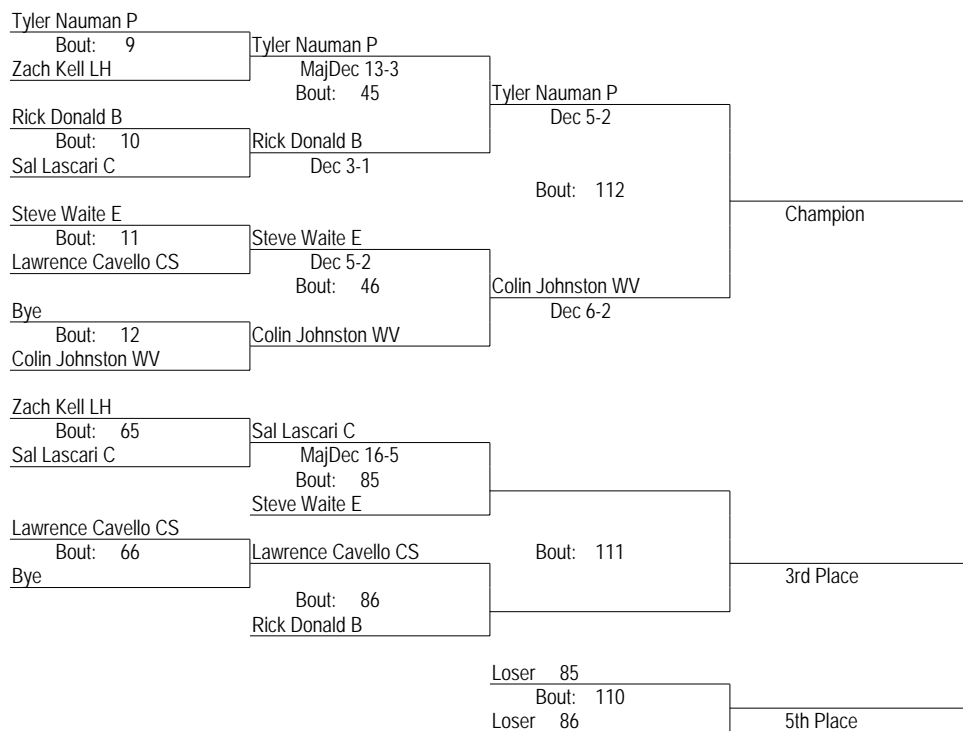 Tyler Nauman P
Bout: 9
Zach Kell LH
Tyler Nauman P
MajDec 13-3
Bout: 45
Rick Donald B
Bout: 10
Sal Lascari C
Rick Donald B
Dec 3-1
Tyler Nauman P
Dec 5-2
Bout: 112
Champion
Steve Waite E
Bout: 11
Lawrence Cavello CS
Steve Waite E
Dec 5-2
Bout: 46
Bye
Bout: 12
Colin Johnston WV
Colin Johnston WV
Colin Johnston WV
Dec 6-2
Zach Kell LH
Bout: 65
Sal Lascari C
Sal Lascari C
MajDec 16-5
Bout: 85
Steve Waite E
Lawrence Cavello CS
Bout: 66
Bye
Lawrence Cavello CS
Bout: 86
Rick Donald B
Bout: 111
3rd Place
Loser 85
Bout: 110
Loser 86
5th Place